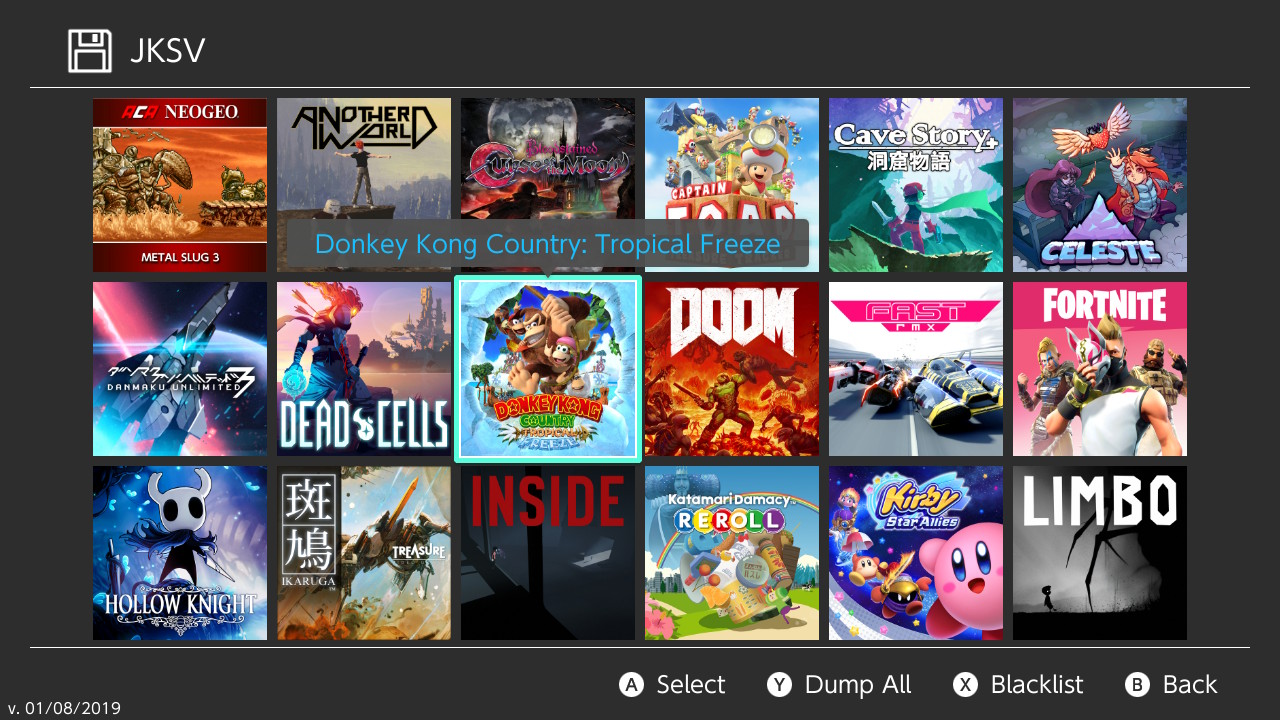 JKSV
ACA NEOGEO
METAL SLUG 3
ANOTHER WORLD
Bloodstained
Curse of the Moon
CAPTAIN
TOAD
Cave Story+
洞窟物語
CELESTE
Donkey Kong Country: Tropical Freeze
DANMAKU UNLIMITED 3
DEAD CELLS
DONKEY KONG
COUNTRY
TROPICAL
FREEZE
DOOM
FAST
rmx
FORTNITE
HOLLOW KNIGHT
斑鳩
IKARUGA
TREASURE
INSIDE
Katamari Damacy
REROLL
Kirby
Star Allies
LIMBO
A Select
Y Dump All
X Blacklist
B Back
v. 01/08/2019